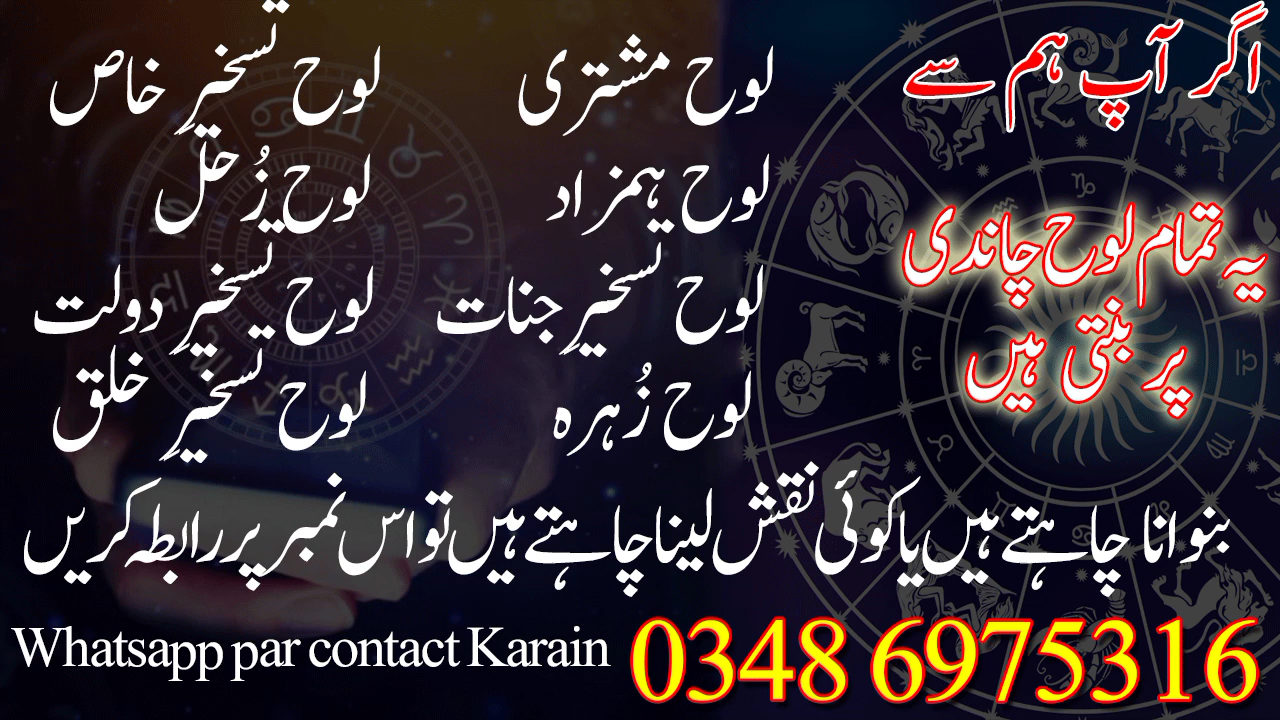 اگر آپ ہم سے
لوح مشتری
لوح تسخیرِ خاص
لوح ہمزاد
لوح زُحل
لوح تسخیرِ جنات
لوح تسخیرِ دولت
لوح زُہرہ
لوح تسخیرِ خلق
یہ تمام لوح چاندی
پر بنتی ہیں
بنوانا چاہتے ہیں یا کوئی نقش لینا چاہتے ہیں تو اس نمبر پر رابطہ کریں
Whatsapp par contact Karain 0348 6975316